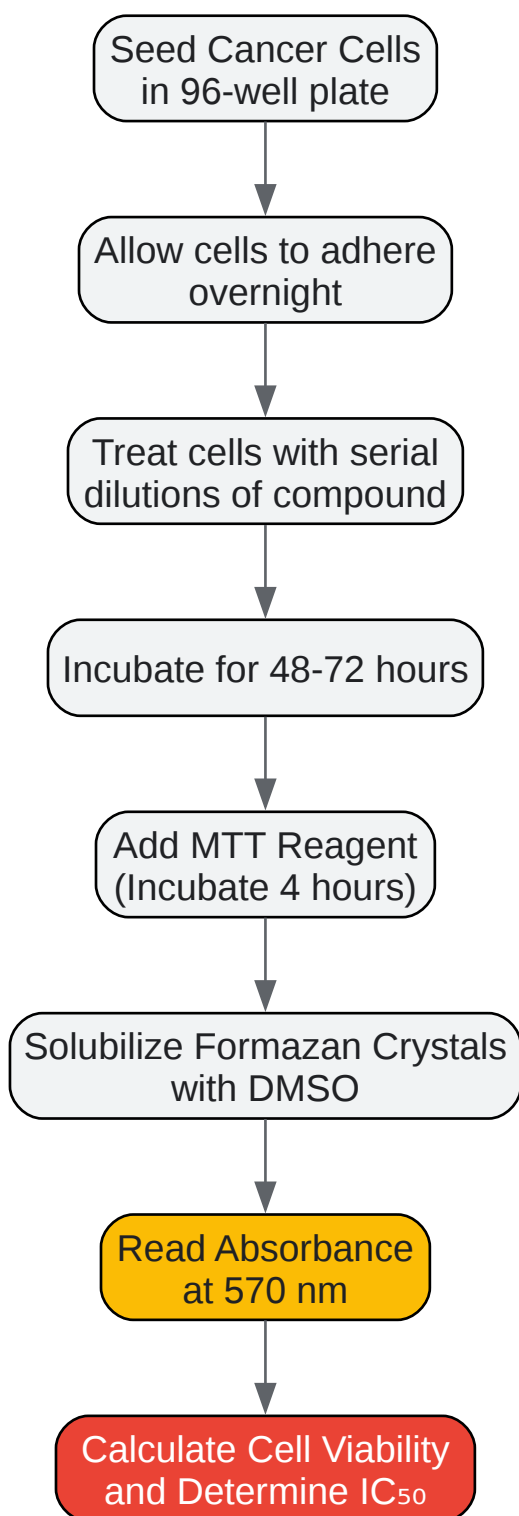 Seed Cancer Cells
in 96-well plate
Allow cells to adhere
overnight
Treat cells with serial
dilutions of compound
Incubate for 48-72 hours
Add MTT Reagent
(Incubate 4 hours)
Solubilize Formazan Crystals
with DMSO
Read Absorbance
at 570 nm
Calculate Cell Viability
and Determine IC₅₀